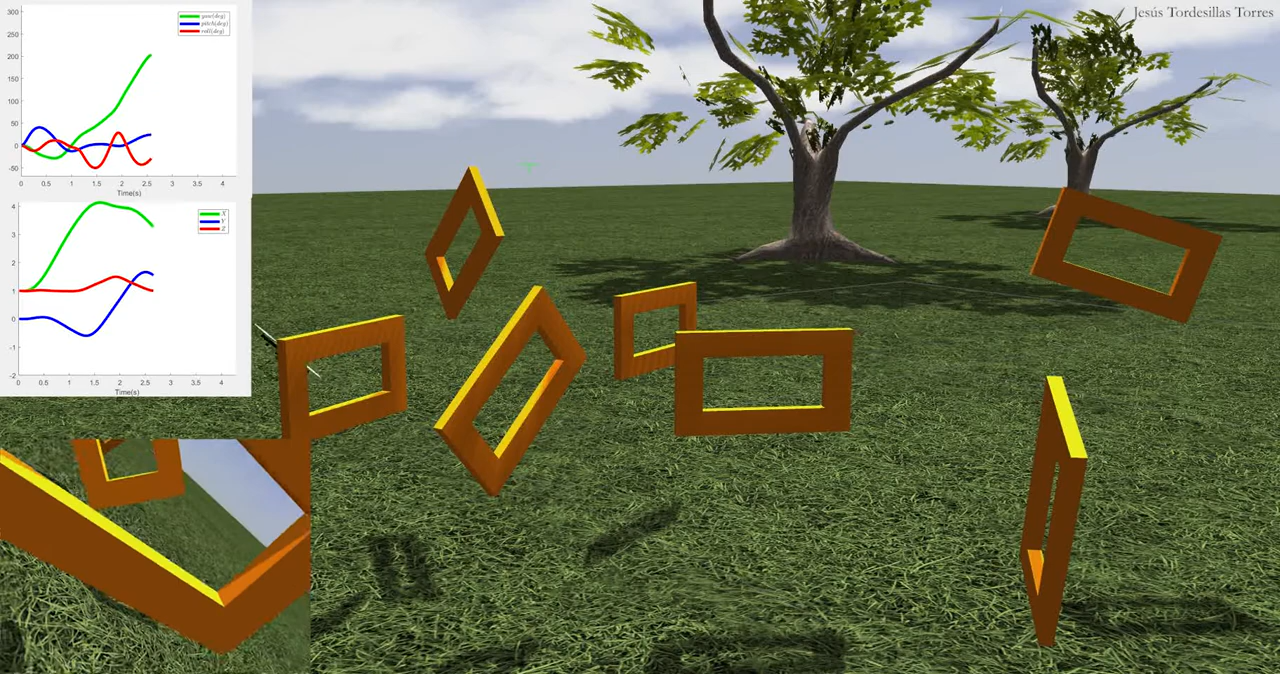 300
250
200
150
100
50
0
-50
0 0.5 1 1.5 2 2.5 3 3.5 4
Time(s)
yaw(deg)
pitch(deg)
roll(deg)
4
3
2
1
0
-1
-2
0 0.5 1 1.5 2 2.5 3 3.5 4
Time(s)
X
Y
Z
Jesús Tordesillas Torres